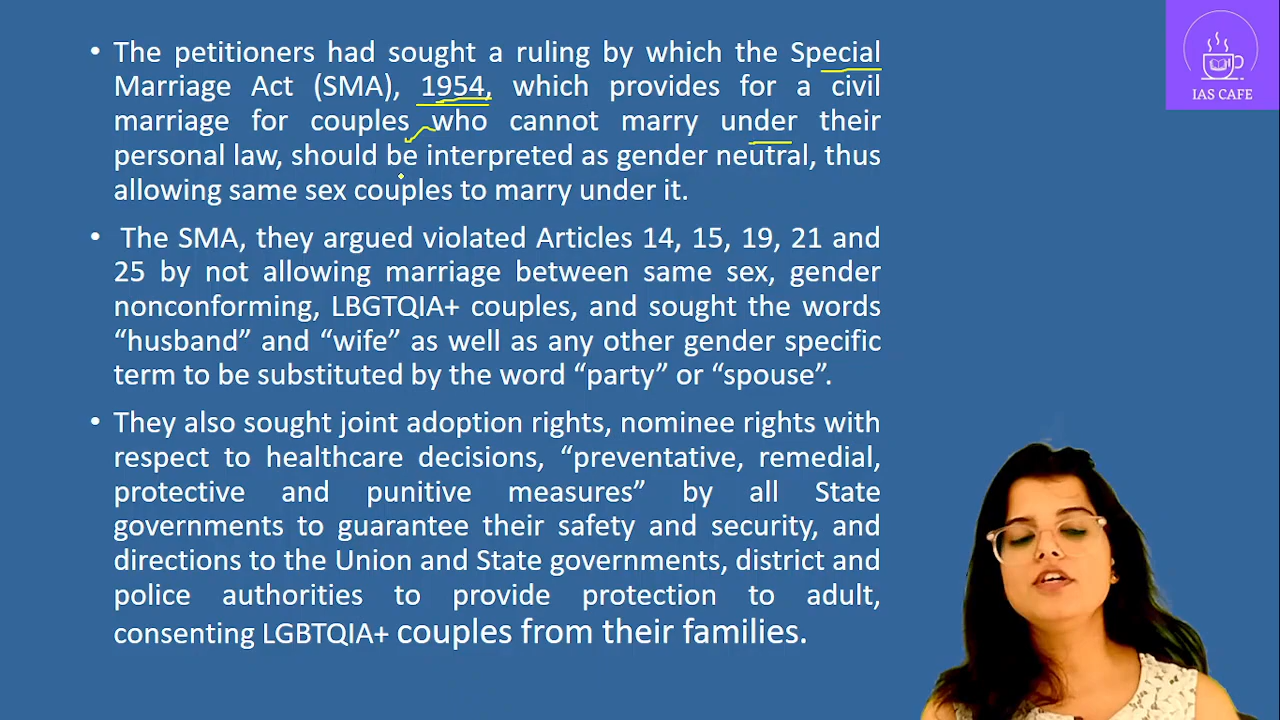 • The petitioners had sought a ruling by which the Special
Marriage Act (SMA), 1954, which provides for a civil
marriage for couples who cannot marry under their
personal law, should be interpreted as gender neutral, thus
allowing same sex couples to marry under it.
• The SMA, they argued violated Articles 14, 15, 19, 21 and
25 by not allowing marriage between same sex, gender
nonconforming, LBGTQIA+ couples, and sought the words
“husband” and “wife” as well as any other gender specific
term to be substituted by the word “party” or “spouse”.
• They also sought joint adoption rights, nominee rights with
respect to healthcare decisions, “preventative, remedial,
protective and punitive measures” by all State
governments to guarantee their safety and security, and
directions to the Union and State governments, district and
police authorities to provide protection to adult,
consenting LGBTQIA+ couples from their families.
IAS CAFE